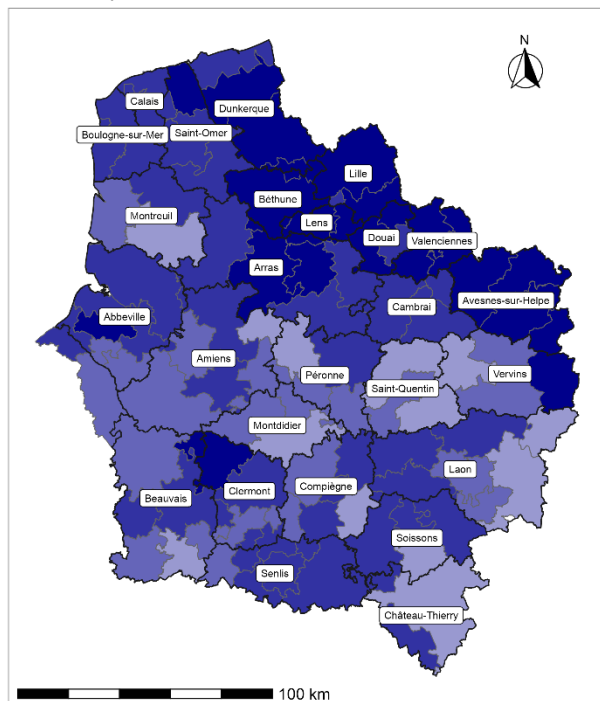 N
Calais
Dunkerque
Boulogne-sur-Mer
Saint-Omer
Lille
Béthune
Montreuil
Lens
Douai
Valenciennes
Arras
Avesnes-sur-Helpe
Cambrai
Abbeville
Amiens
Péronne
Saint-Quentin
Vervins
Montdidier
Laon
Compiègne
Clermont
Beauvais
Soissons
Senlis
Château-Thierry
100 km